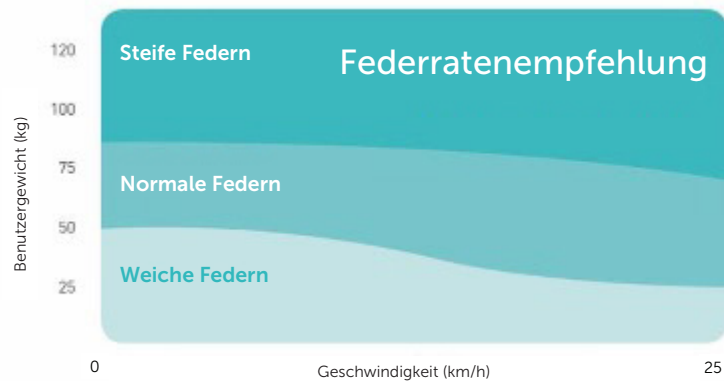 Federratenempfehlung
Steife Federn
Normale Federn
Weiche Federn
Benutzergewicht (kg)
120
100
75
50
25
0
Geschwindigkeit (km/h)
25